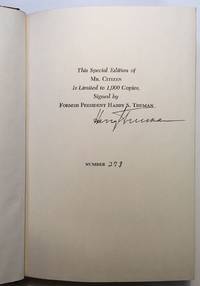 This Special Edition of
MR. CITIZEN
is Limited to 1,000 Copies,
Signed by
FORMER PRESIDENT HARRY S. TRUMAN.
Harry Truman
NUMBER 278